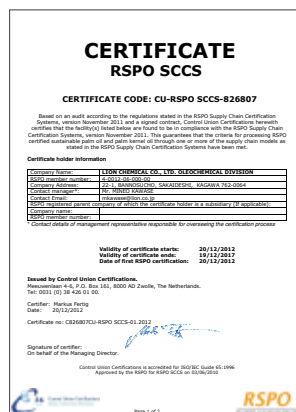 CERTIFICATE
RSPO SCCS
CERTIFICATE CODE: CU-RSPO SCCS-826807
Based on an audit according to the regulations stated in the RSPO Supply Chain Certification
Systems, version November 2011 and a signed contract, Control Union Certifications herewith
certifies that the facility(s) listed below are found to be in compliance with the RSPO Supply Chain
Certification Systems, version November 2011. This guarantees that the criteria for processing RSPO
certified sustainable palm oil and palm kernel oil through one or more of the supply chain models as
stated in the RSPO Supply Chain Certification Systems have been met.
Certificate holder information
Company Name: LION CHEMICAL CO., LTD. OLEOCHEMICAL DIVISION
RSPO member number: 4-0012-06-000-00
Company Address: 22-1, BANNOSUCHO, SAKAIDESHI, KAGAWA 762-0064
Contact manager*: Mr. MINEO KAWASE
Contact Email: mkawase@lion.co.jp
RSPO registered parent company of which the certificate holder is a subsidiary (if applicable):
Company name:
RSPO member number:
* Contact details of management representative responsible for overseeing the certification process
Validity of certificate starts: 20/12/2012
Validity of certificate ends: 19/12/2017
Date of first RSPO certification: 20/12/2012
Issued by Control Union Certifications.
Meeuwenlaan 4-6, P.O. Box 161, 8000 AD Zwolle, The Netherlands.
Tel: 0031 (0) 38 426 01 00.
Certifier: Markus Fertig
Date: 20/12/2012
Certificate no: C826807CU-RSPO SCCS-01.2012
Signature of certifier:
On behalf of the Managing Director.
Control Union Certifications is accredited for ISO/IEC Guide 65:1996
Approved by the RSPO for RSPO SCCS on 03/06/2010
Control Union Certifications
RSPO
Page 1 of 2